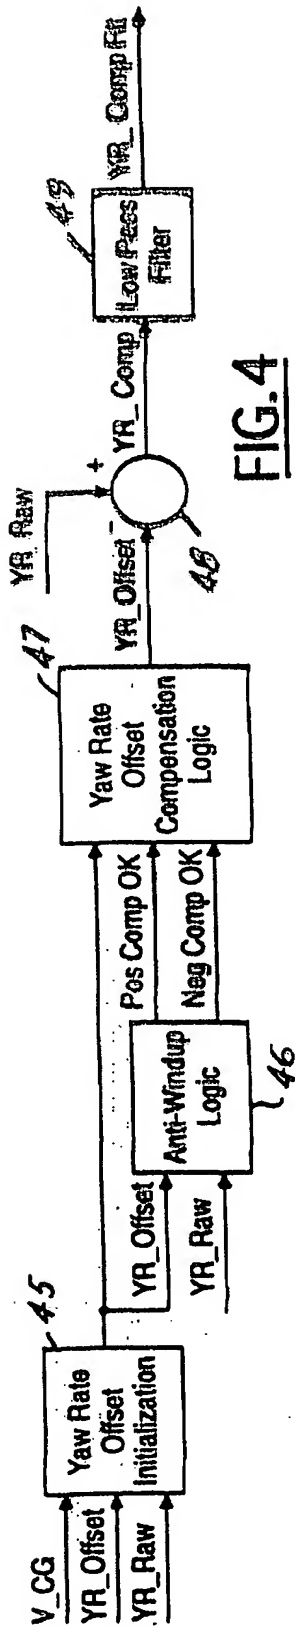 V_CG
YR_Offset
YR_Raw
45
Yaw Rate
Offset
Initialization
YR_Offset
YR_Raw
Anti-Windup
Logic
46
Pos Comp OK
Neg Comp OK
47
Yaw Rate
Offset
Compensation
Logic
YR_Offset
YR_Raw
+
-
48
YR_Comp
49
Low Pass
Filter
YR_Comp Flt
FIG.4